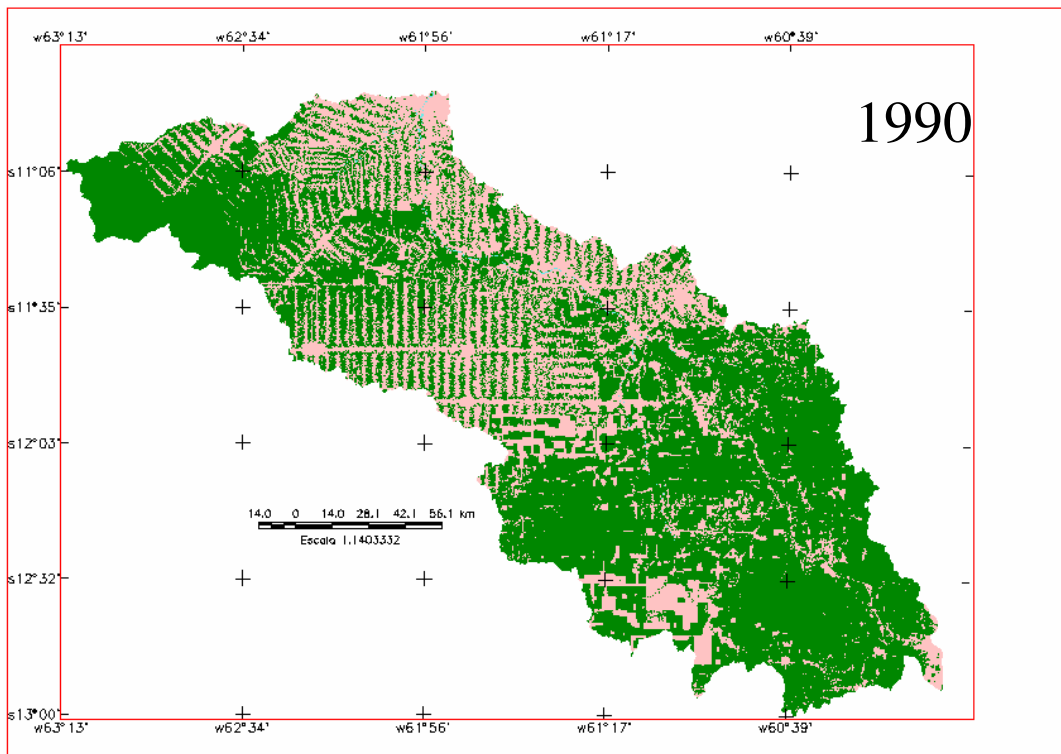 w63°13' w62°34' w61°56' w61°17' w60°39'
1990
s11°06'
s11°35'
s12°03'
14.0 0 14.0 28.1 42.1 56.1 km
Escala 1:1403332
s12°32'
s13°00'
w63°13' w62°34' w61°56' w61°17' w60°39'